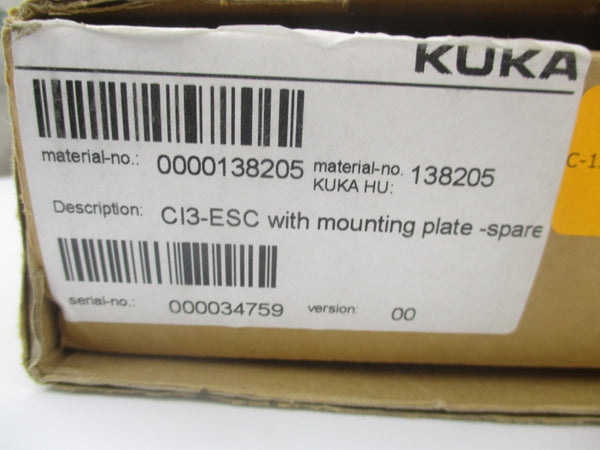 KUKA
material-no.: 0000138205 material-no. KUKA HU: 138205
Description: CI3-ESC with mounting plate -spare
serial-no.: 000034759 version: 00